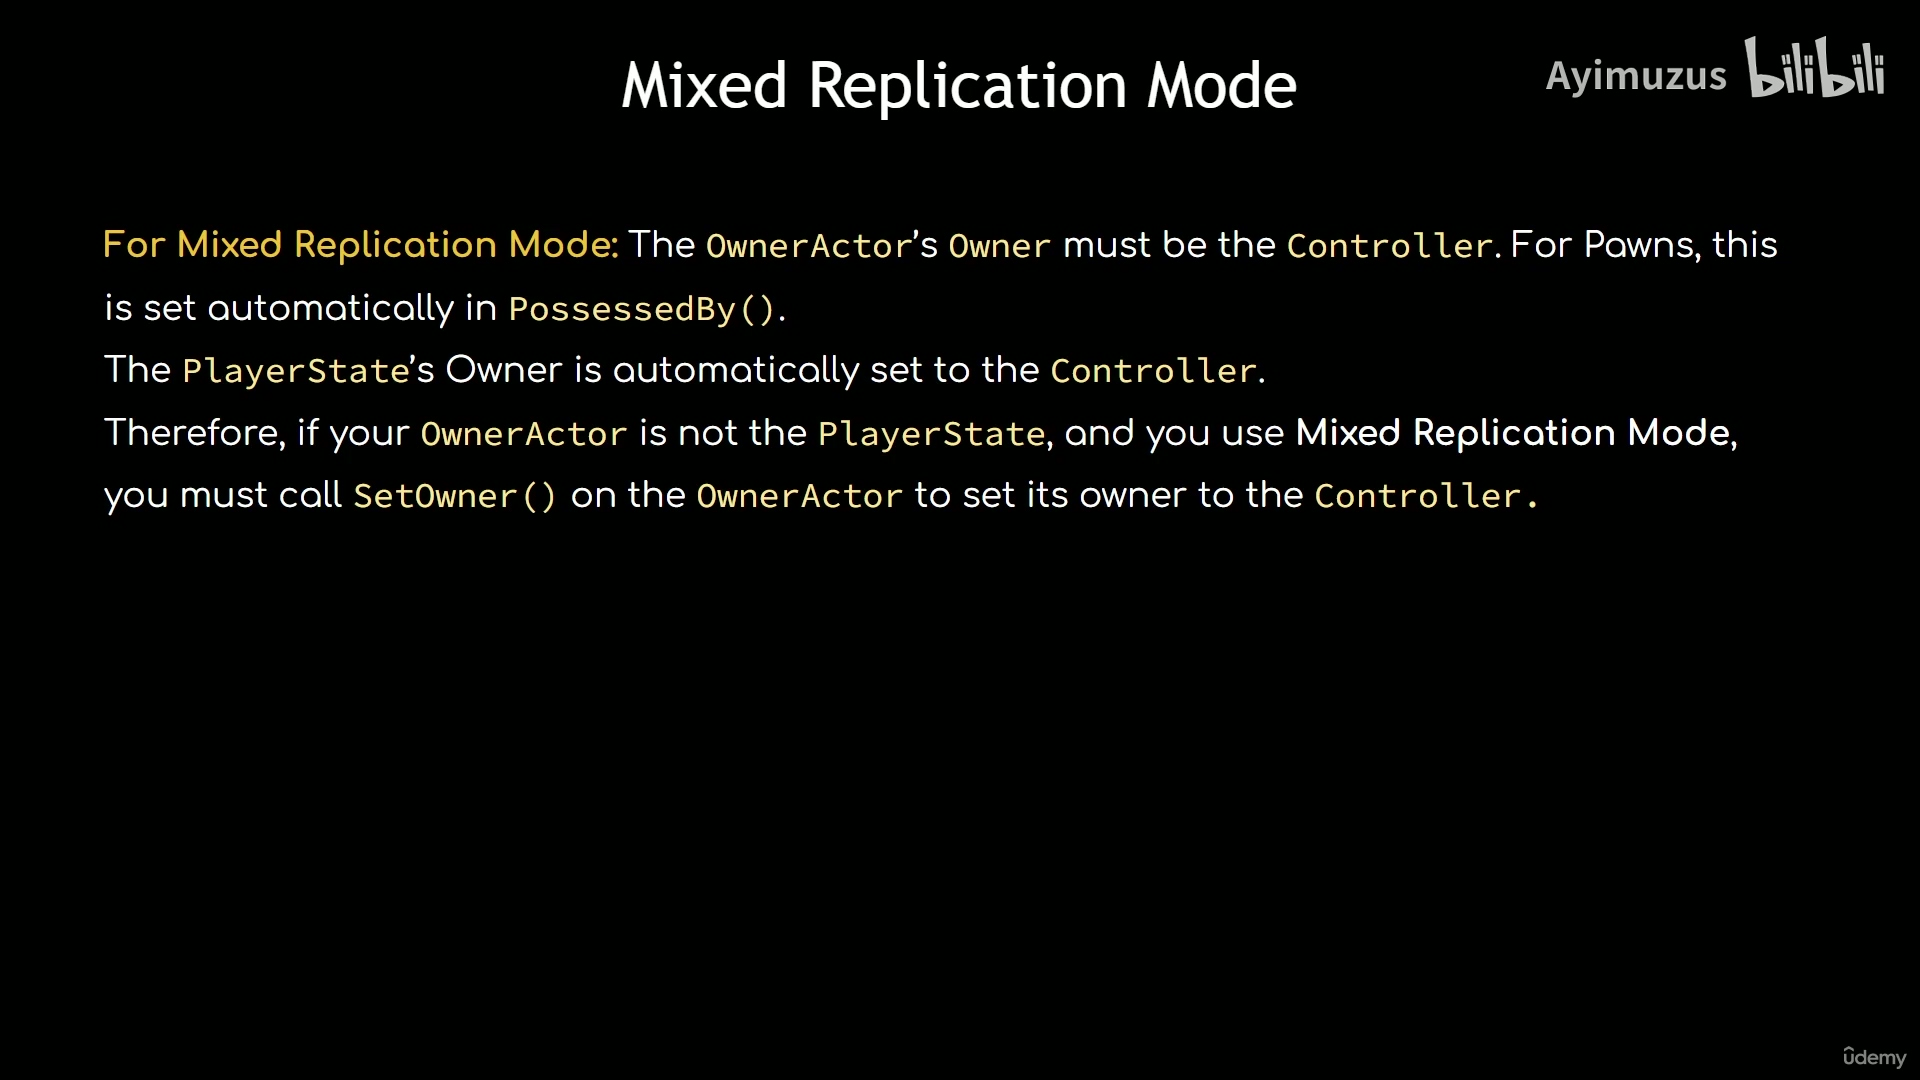 Mixed Replication Mode
Ayimuzus bilibili
For Mixed Replication Mode: The OwnerActor’s Owner must be the Controller. For Pawns, this
is set automatically in PossessedBy().
The PlayerState’s Owner is automatically set to the Controller.
Therefore, if your OwnerActor is not the PlayerState, and you use Mixed Replication Mode,
you must call SetOwner() on the OwnerActor to set its owner to the Controller.
ûdemy